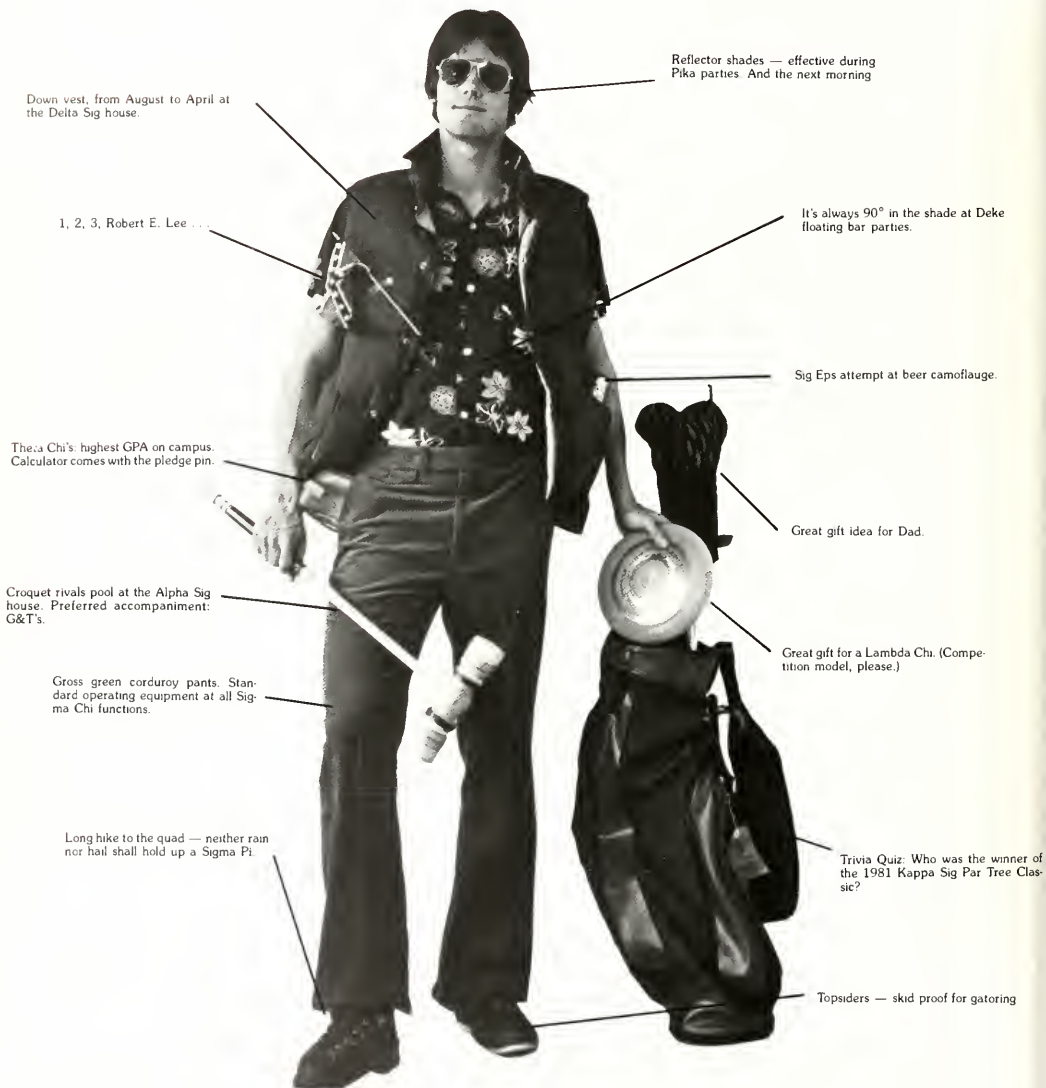 Reflector shades — effective during
Pika parties. And the next morning
Down vest, from August to April at
the Delta Sig house.
1, 2, 3, Robert E. Lee . . .
It's always 90° in the shade at Deke
floating bar parties.
Sig Eps attempt at beer camoflauge.
Theta Chi's: highest GPA on campus.
Calculator comes with the pledge pin.
Great gift idea for Dad.
Croquet rivals pool at the Alpha Sig
house. Preferred accompaniment:
G&T's.
Great gift for a Lambda Chi. (Compe-
tition model, please.)
Gross green corduroy pants. Stan-
dard operating equipment at all Sig-
ma Chi functions.
Long hike to the quad — neither rain
nor hail shall hold up a Sigma Pi.
Trivia Quiz: Who was the winner of
the 1981 Kappa Sig Par Tree Clas-
sic?
Topsiders — skid proof for gatoring